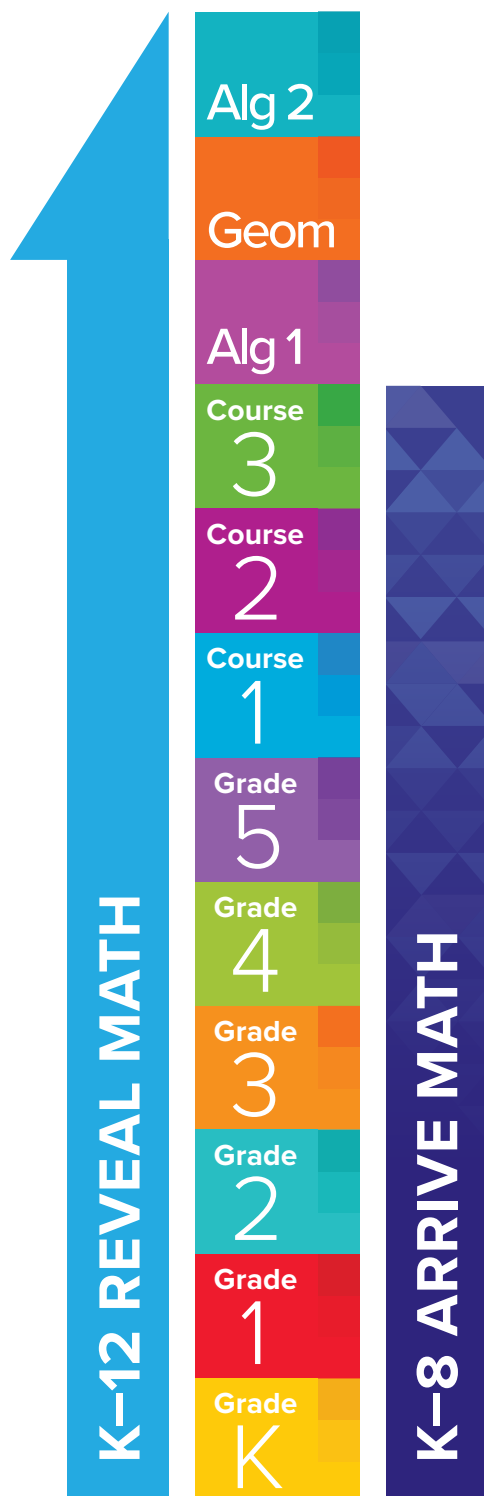 K–12 REVEAL MATH
Alg 2
Geom
Alg 1
Course
3
Course
2
Course
1
Grade
5
Grade
4
Grade
3
Grade
2
Grade
1
Grade
K
K–8 ARRIVE MATH